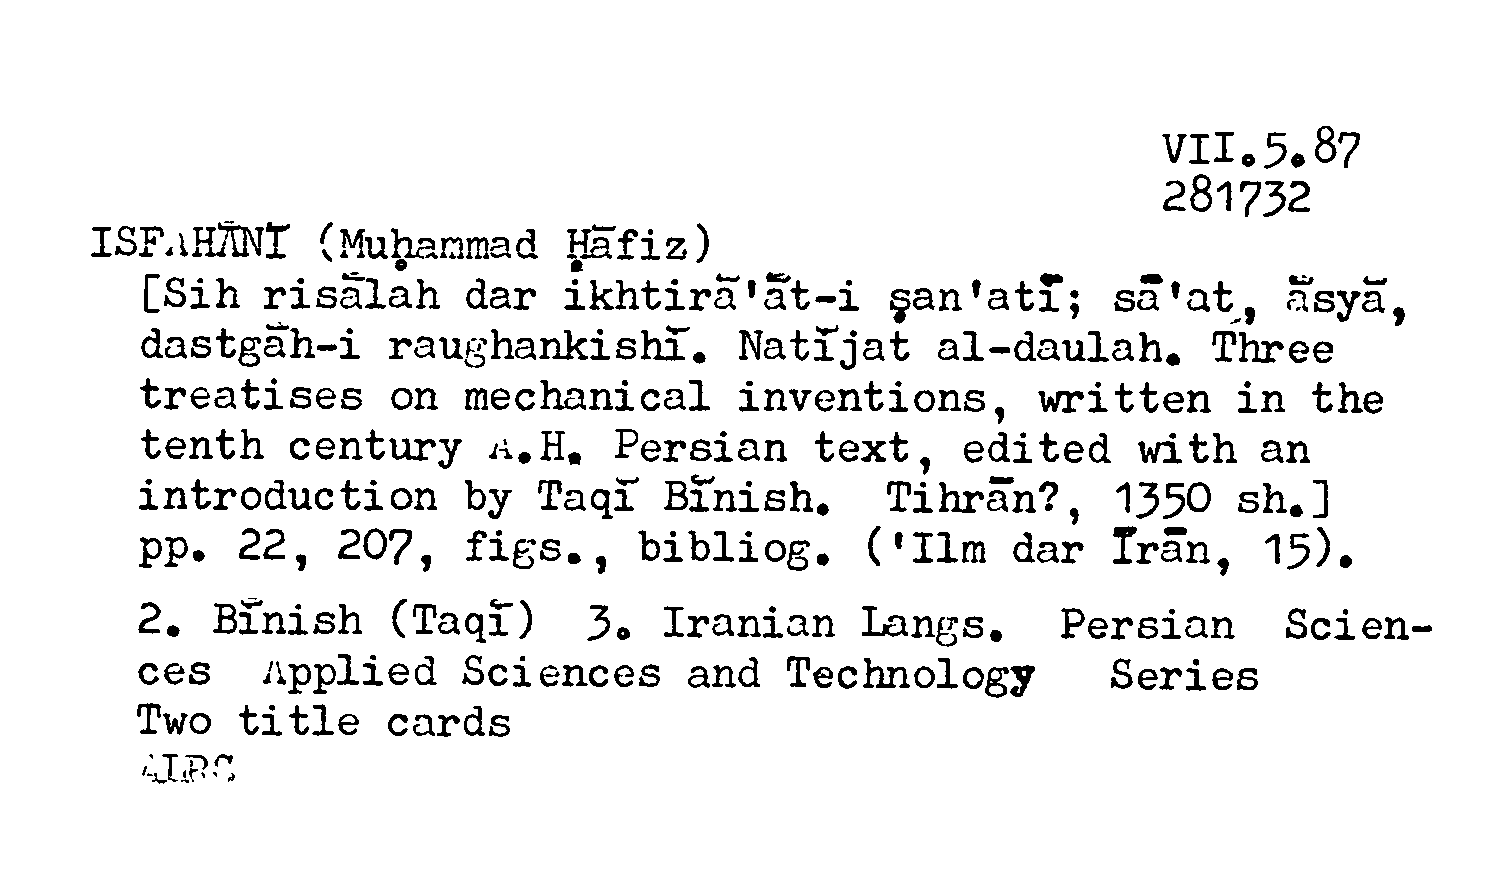 VII.5.87
281732
ISFAHĀNĪ (Muḥammad Ḥāfiz)
[Sih risālah dar ikhtirā'āt-i ṣan'atī; sā'at, āsyā,
dastgāh-i raughankishī. Natījat al-daulah. Three
treatises on mechanical inventions, written in the
tenth century A.H. Persian text, edited with an
introduction by Taqī Bīnish. Tihrān?, 1350 sh.]
pp. 22, 207, figs., bibliog. ('Ilm dar Īrān, 15).
2. Bīnish (Taqī) 3. Iranian Langs. Persian Scien-
ces Applied Sciences and Technology Series
Two title cards